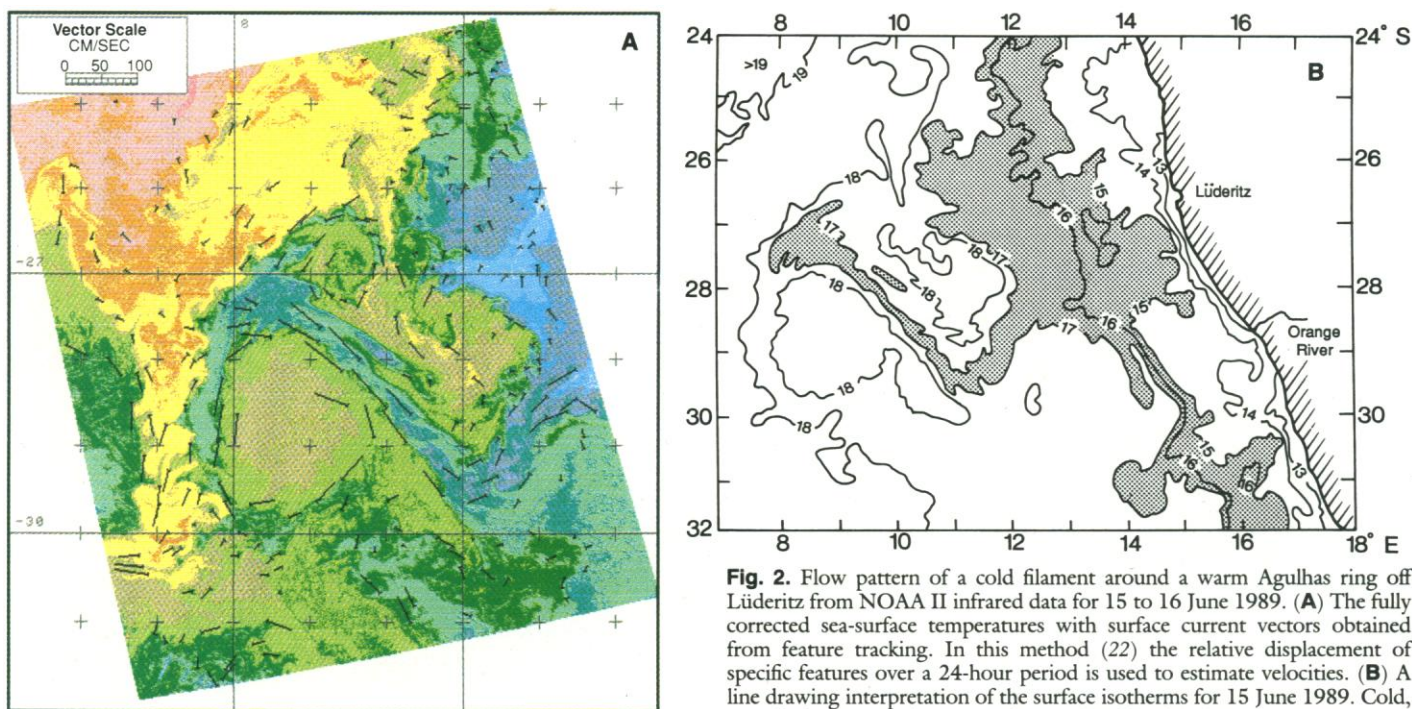 Vector Scale
CM/SEC
0 50 100
8
A
-27
-30
8 10 12 14 16
24
24° S
>19
19
B
26
26
18
14
13
15
Lüderitz
16
17
18
17
28
28
18
18
16
15
17
Orange
River
18
30
30
18
14
15
16
16
13
32
8 10 12 14 16 18° E
Fig. 2. Flow pattern of a cold filament around a warm Agulhas ring off
Lüderitz from NOAA II infrared data for 15 to 16 June 1989. (A) The fully
corrected sea-surface temperatures with surface current vectors obtained
from feature tracking. In this method (22) the relative displacement of
specific features over a 24-hour period is used to estimate velocities. (B) A
line drawing interpretation of the surface isotherms for 15 June 1989. Cold,